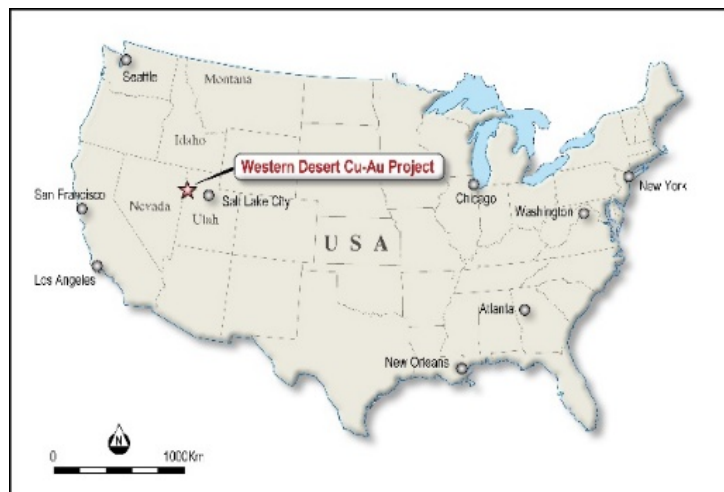 Seattle
Montana
Idaho
Western Desert Cu-Au Project
San Francisco
Nevada
Utah
Salt Lake City
Chicago
New York
Washington
U S A
Los Angeles
Atlanta
New Orleans
N
1000Km